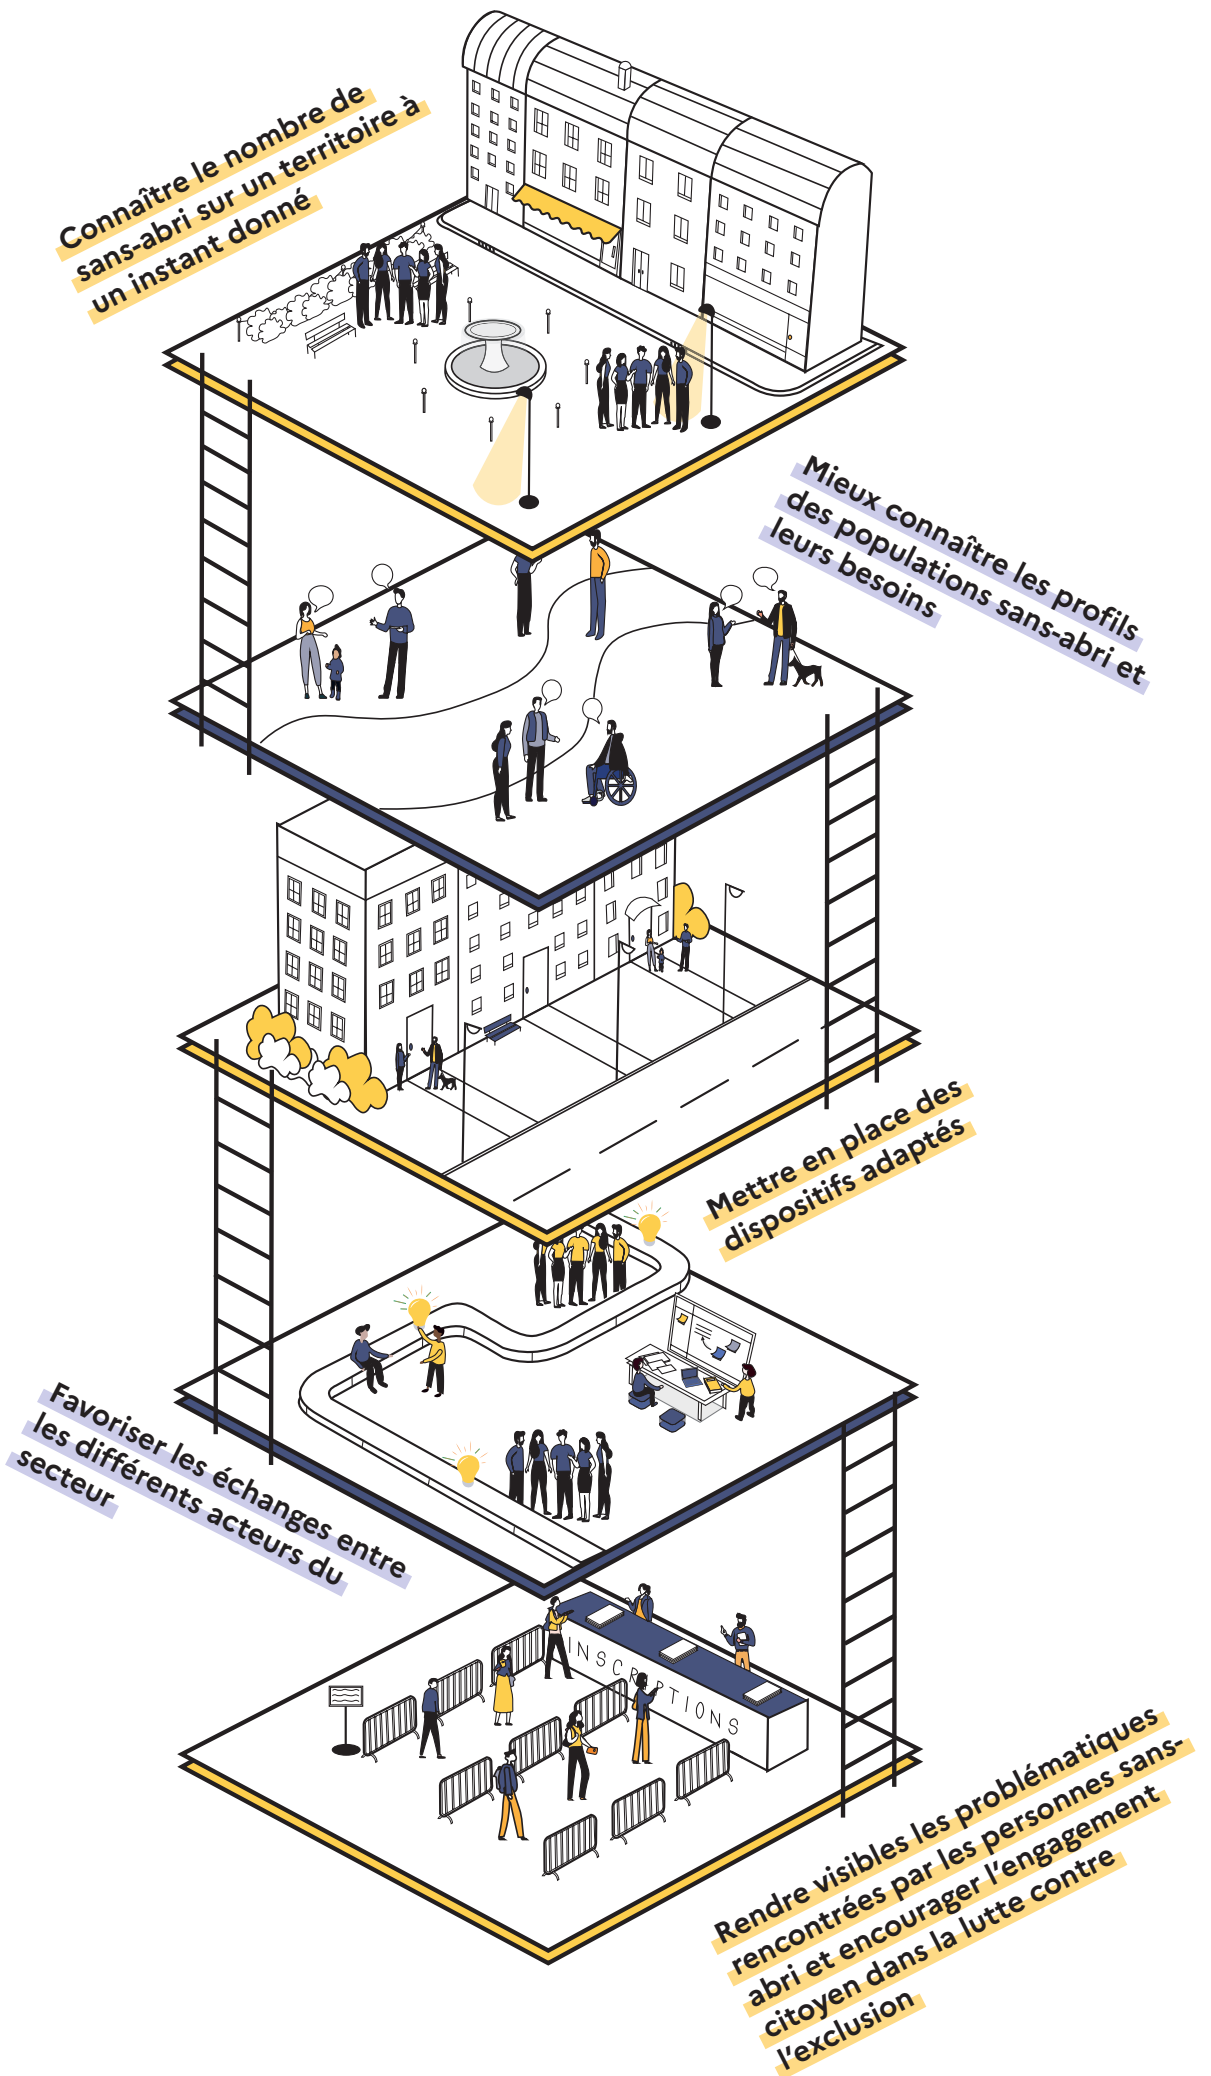 Connaître le nombre de
sans-abri sur un territoire à
un instant donné
Mieux connaître les profils
des populations sans-abri et
leurs besoins
Mettre en place des
dispositifs adaptés
Favoriser les échanges entre
les différents acteurs du
secteur
INSCRIPTIONS
Rendre visibles les problématiques
rencontrées par les personnes sans-
abri et encourager l'engagement
citoyen dans la lutte contre
l'exclusion